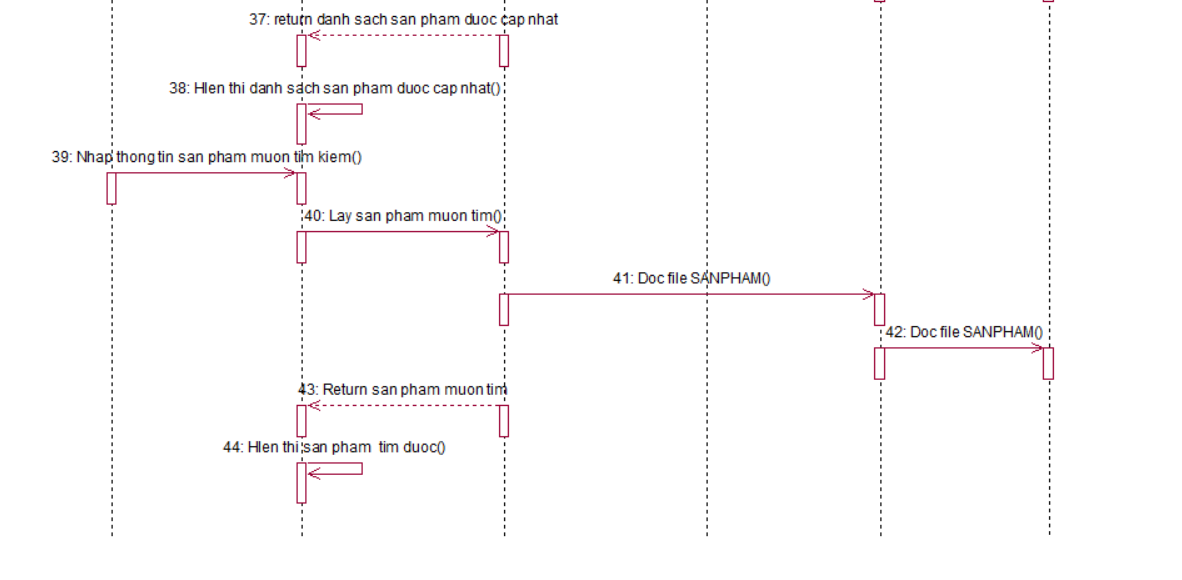 37: return danh sach san pham duoc cap nhat
38: HIen thi danh sach san pham duoc cap nhat()
39: Nhap thong tin san pham muon tim kiem()
40: Lay san pham muon tim()
41: Doc file SANPHAM()
42: Doc file SANPHAM()
43: Return san pham muon tim
44: HIen thi san pham tim duoc()